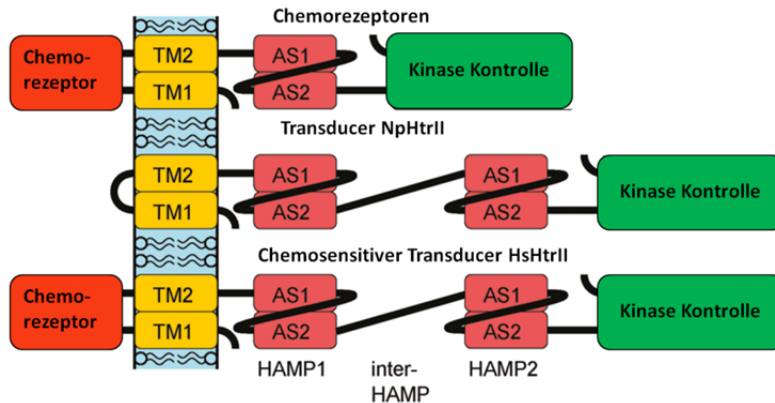 Chemorezeptoren
Chemo-
rezeptor
TM2
TM1
AS1
AS2
Kinase Kontrolle
Transducer NpHtrII
TM2
TM1
AS1
AS2
AS1
AS2
Kinase Kontrolle
Chemosensitiver Transducer HsHtrII
Chemo-
rezeptor
TM2
TM1
AS1
AS2
AS1
AS2
Kinase Kontrolle
HAMP1
inter-
HAMP
HAMP2